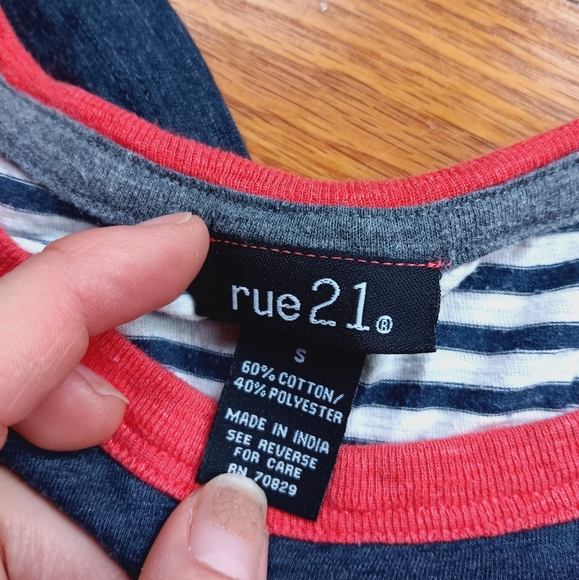 rue21®
S
60% COTTON/
40% POLYESTER
MADE IN INDIA
SEE REVERSE
FOR CARE
RN 70829